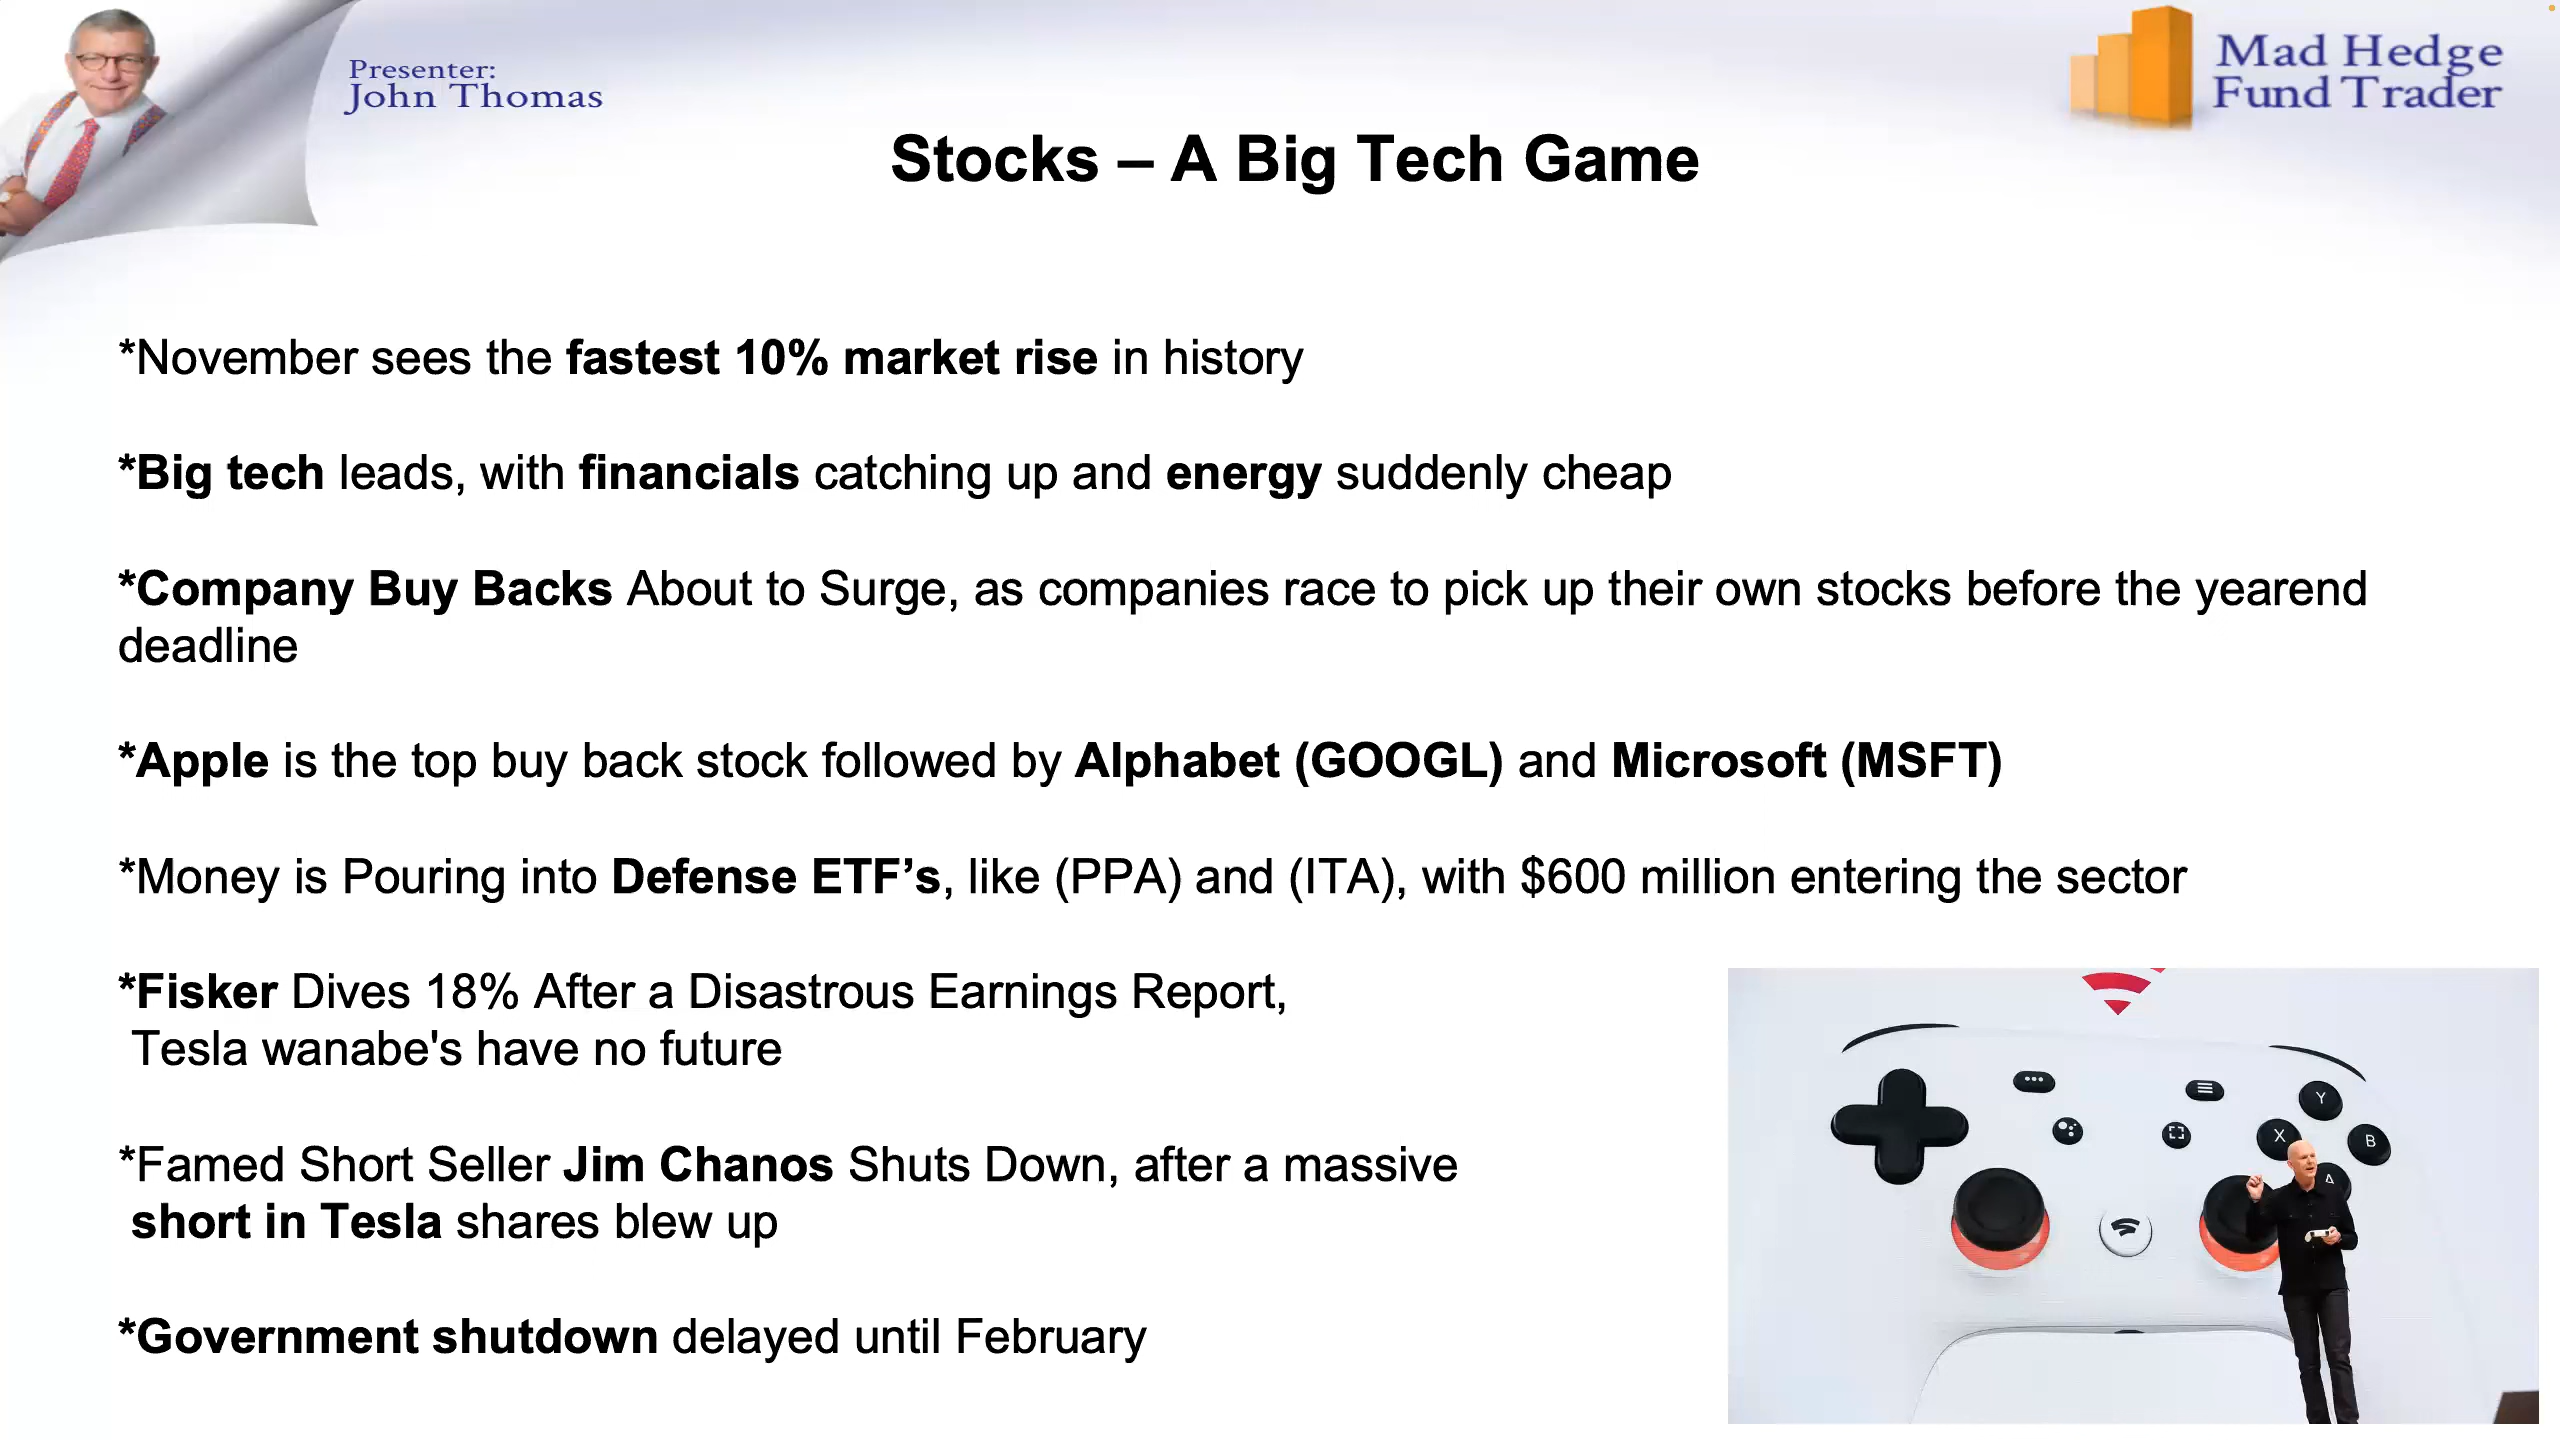 Presenter:
John Thomas
Mad Hedge
Fund Trader
Stocks – A Big Tech Game
*November sees the fastest 10% market rise in history
*Big tech leads, with financials catching up and energy suddenly cheap
*Company Buy Backs About to Surge, as companies race to pick up their own stocks before the yearend
deadline
*Apple is the top buy back stock followed by Alphabet (GOOGL) and Microsoft (MSFT)
*Money is Pouring into Defense ETF’s, like (PPA) and (ITA), with $600 million entering the sector
*Fisker Dives 18% After a Disastrous Earnings Report,
Tesla wanabe's have no future
*Famed Short Seller Jim Chanos Shuts Down, after a massive
short in Tesla shares blew up
*Government shutdown delayed until February
Y
X
B
A